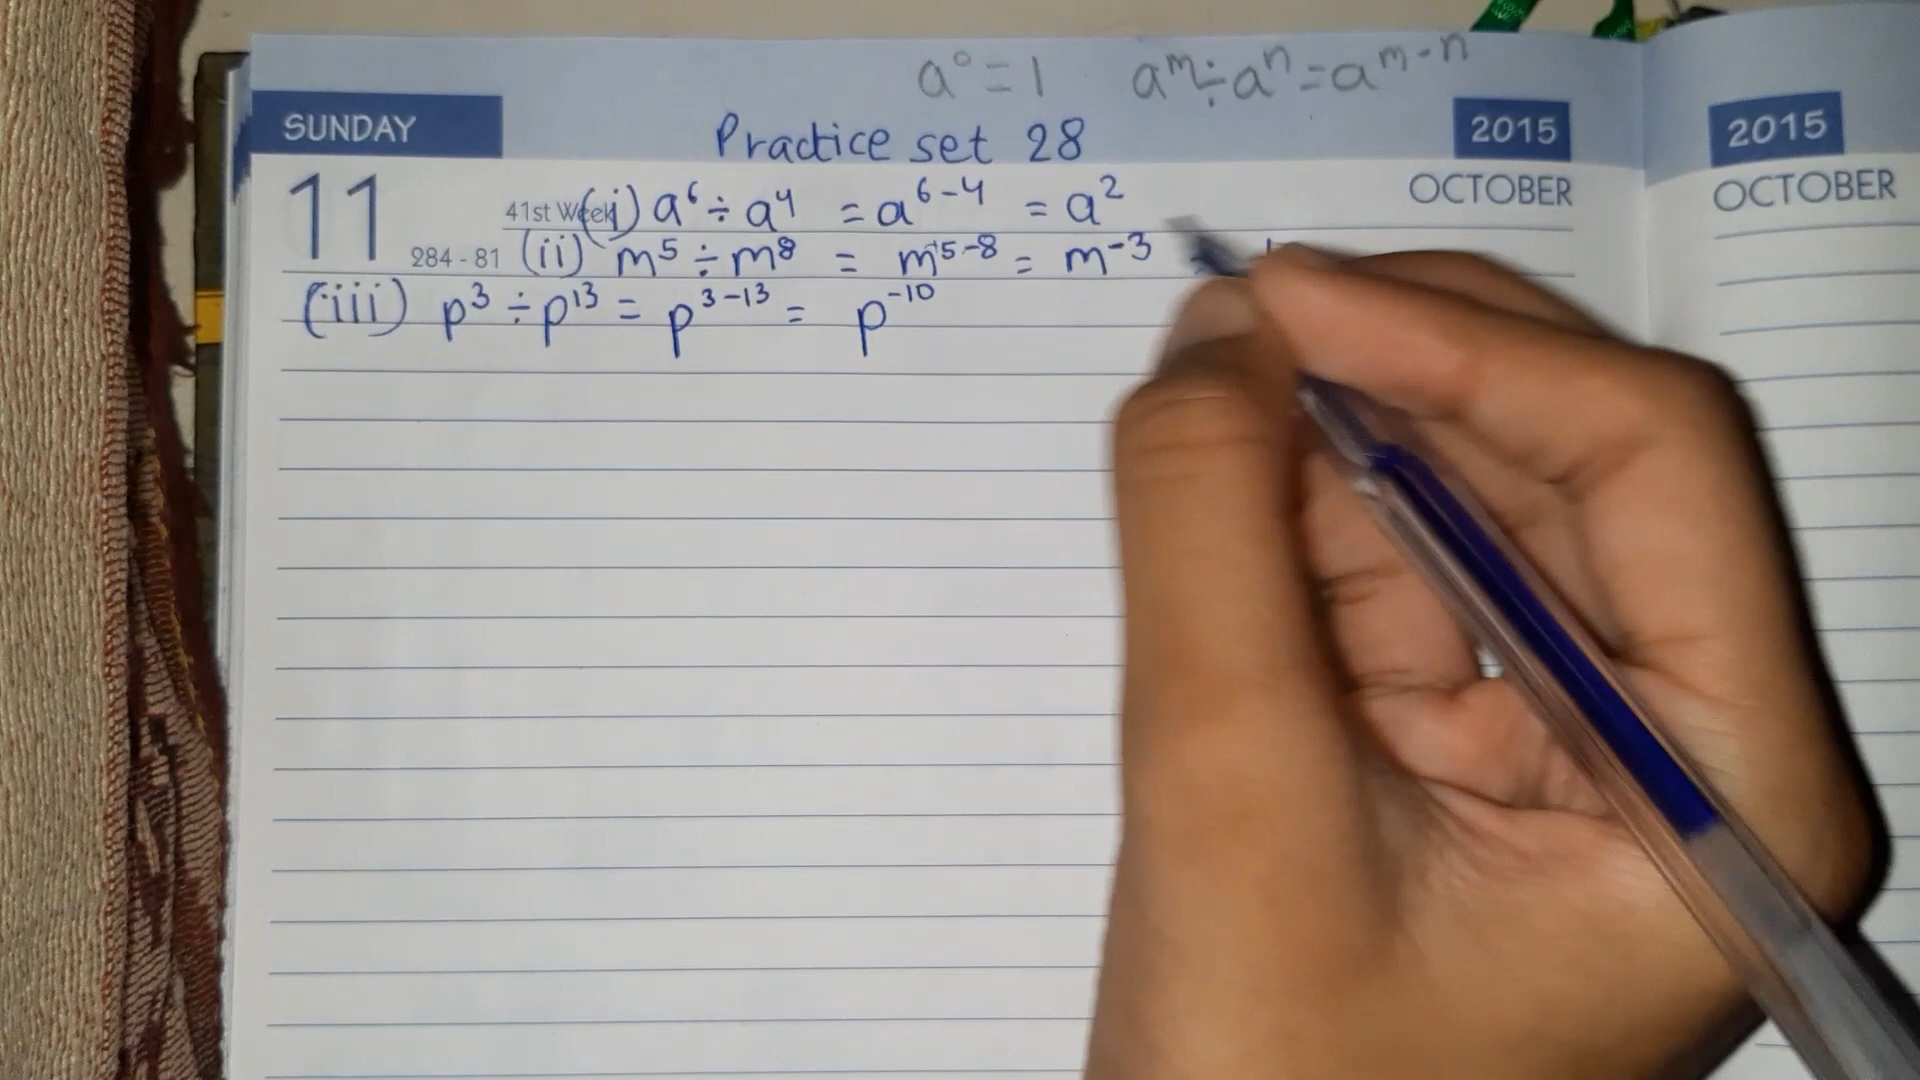 a⁰ = 1 aᵐ ÷ aⁿ = aᵐ⁻ⁿ
SUNDAY Practice set 28 2015
11 41st Week (i) a⁶ ÷ a⁴ = a⁶⁻⁴ = a² OCTOBER
284 - 81 (ii) m⁵ ÷ m⁸ = m⁵⁻⁸ = m⁻³
(iii) p³ ÷ p¹³ = p³⁻¹³ = p⁻¹⁰
2015
OCTOBER